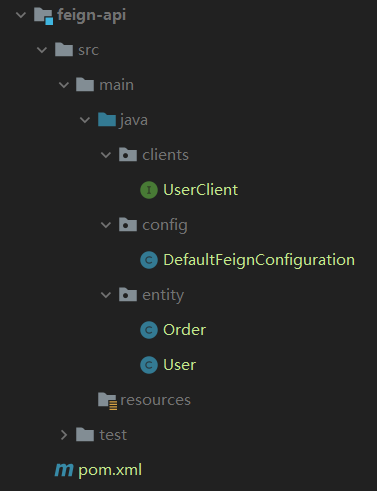 feign-api
src
main
java
clients
I UserClient
config
C DefaultFeignConfiguration
entity
C Order
C User
resources
test
m pom.xml